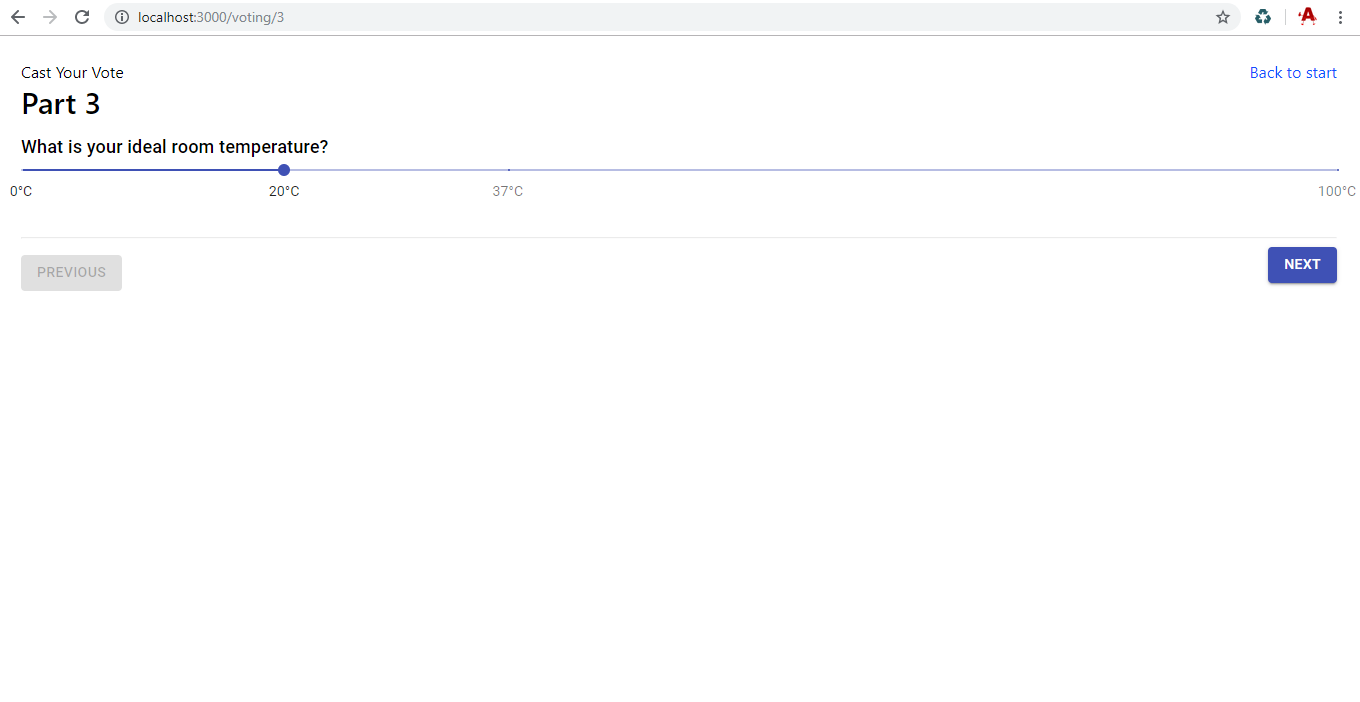 localhost:3000/voting/3
Cast Your Vote
Back to start
Part 3
What is your ideal room temperature?
0°C 20°C 37°C 100°C
PREVIOUS
NEXT